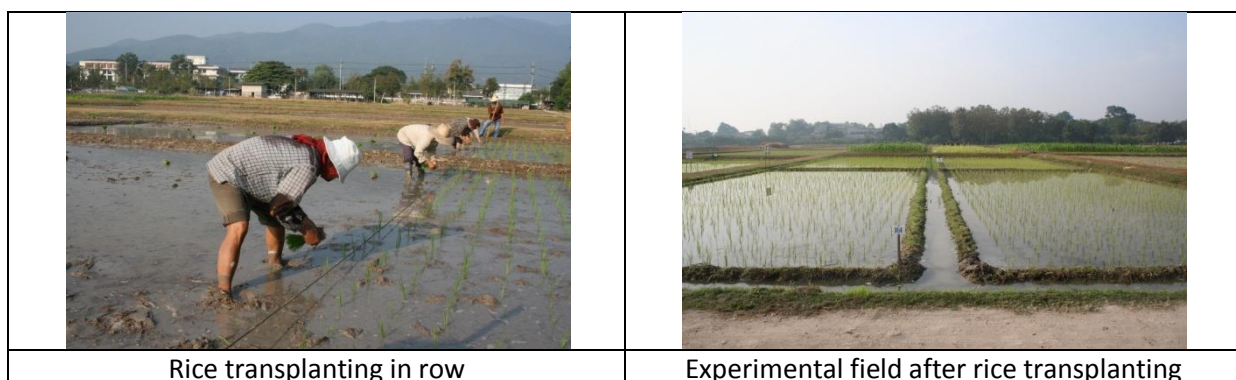 Rice transplanting in row
Experimental field after rice transplanting